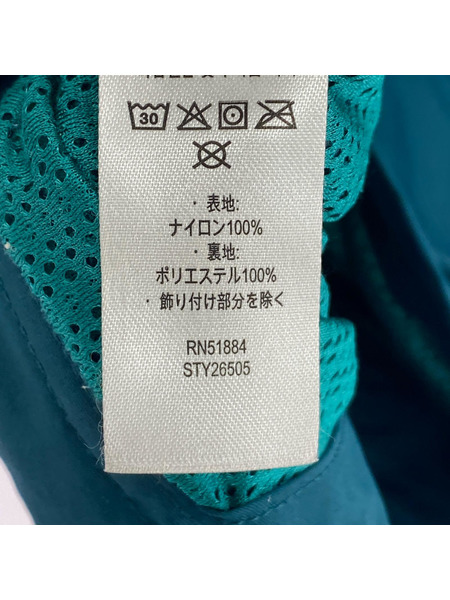 30
・表地:
ナイロン100%
・裏地:
ポリエステル100%
・飾り付け部分を除く
RN51884
STY26505